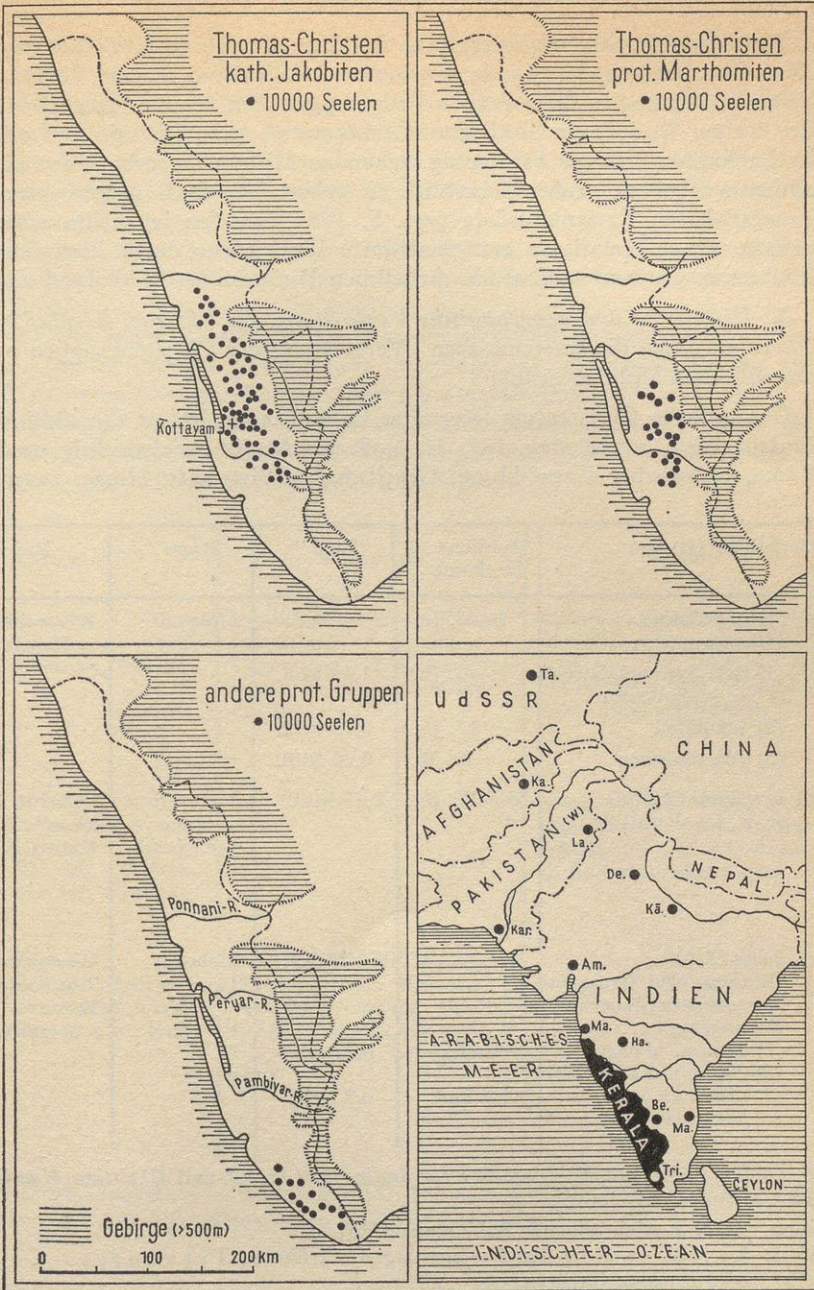 Thomas-Christen
kath. Jakobiten
• 10000 Seelen
Kottayam
Thomas-Christen
prot. Marthomiten
• 10000 Seelen
andere prot. Gruppen
• 10000 Seelen
Ponnani-R.
Peryar-R.
Pambiyar-R.
Gebirge (>500m)
0 100 200 km
Ta.
UdSSR
CHINA
AFGHANISTAN
Ka.
PAKISTAN (W)
La.
De.
NEPAL
Kā.
Kar.
Am.
INDIEN
Ma.
Ha.
ARABISCHES
MEER
KERALA
Be.
Ma.
Tri.
CEYLON
INDISCHER OZEAN